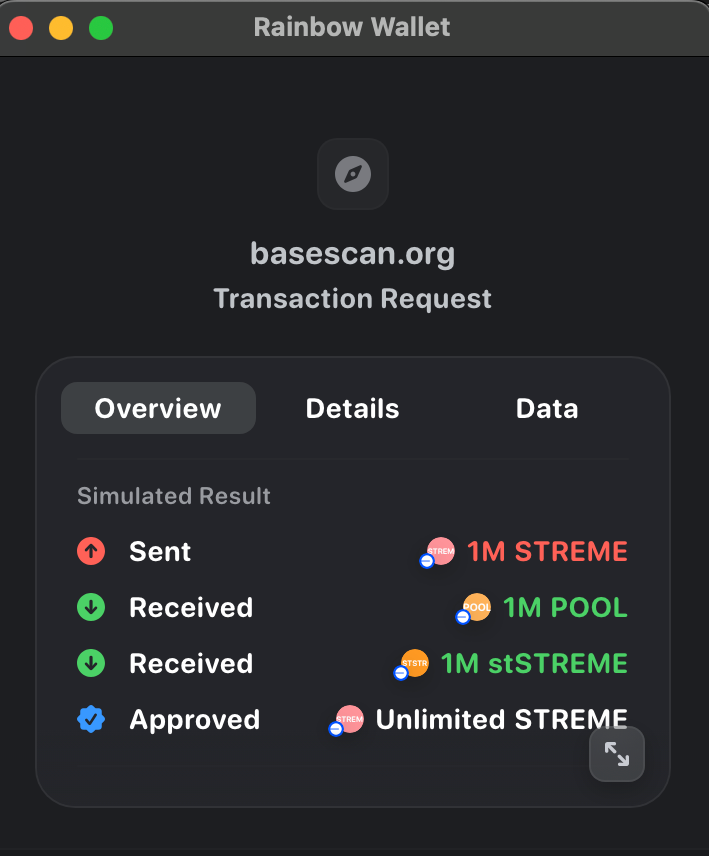 Rainbow Wallet
basescan.org
Transaction Request
Overview Details Data
Simulated Result
Sent STREM 1M STREME
Received POOL 1M POOL
Received STSTR 1M stSTREME
Approved STREM Unlimited STREME